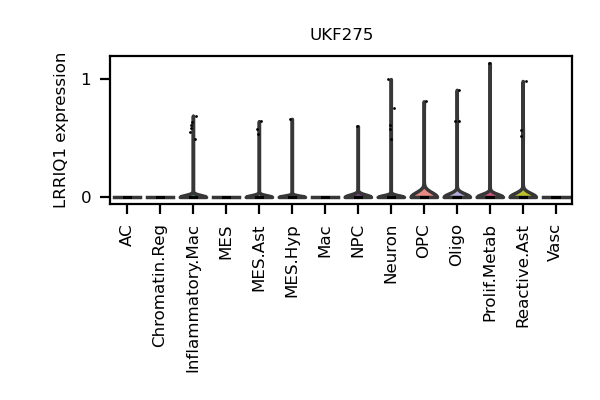 UKF275
LRRIQ1 expression
1
0
AC
Chromatin.Reg
Inflammatory.Mac
MES
MES.Ast
MES.Hyp
Mac
NPC
Neuron
OPC
Oligo
Prolif.Metab
Reactive.Ast
Vasc